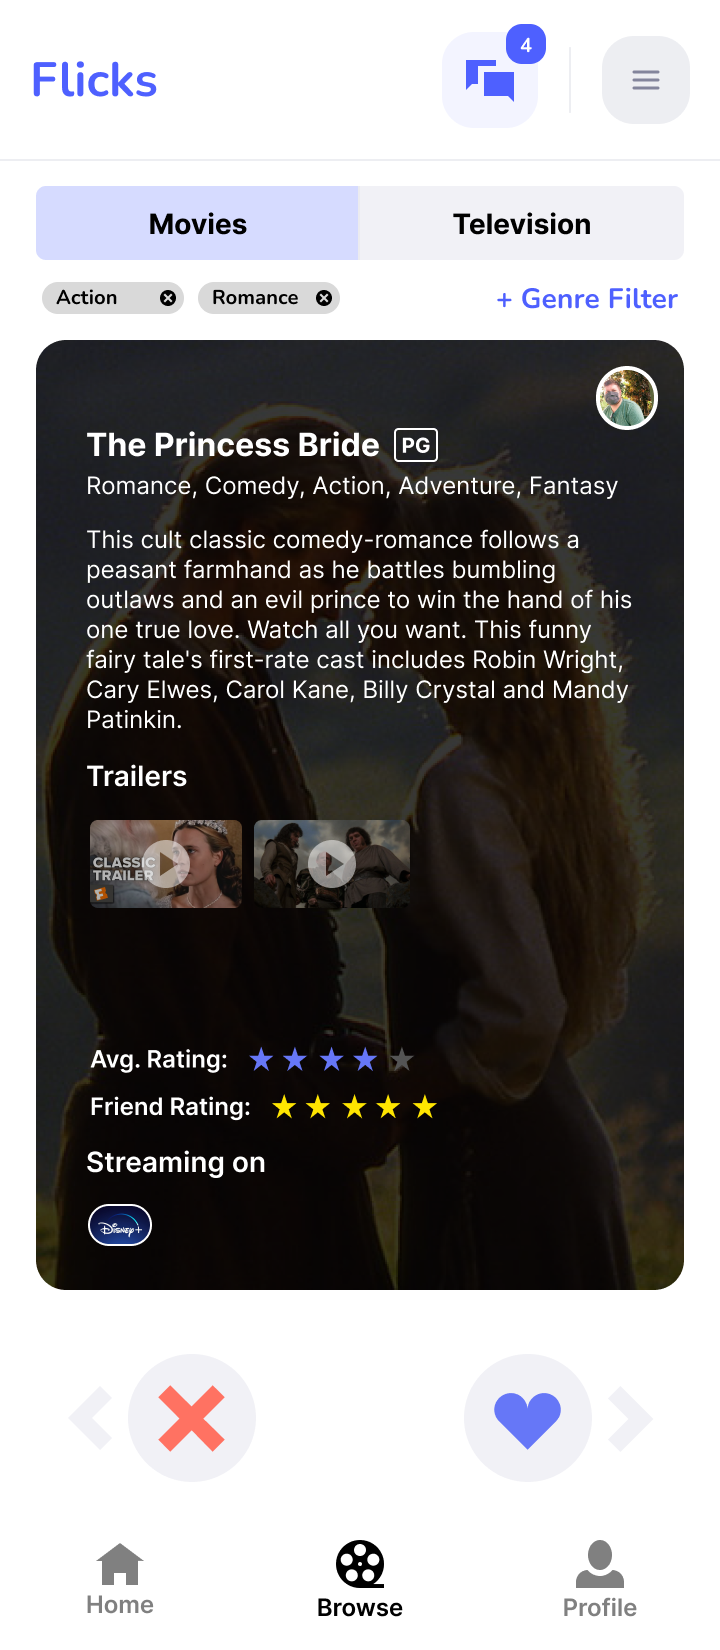 Flicks
4
Movies
Television
Action
Romance
+ Genre Filter
The Princess Bride PG
Romance, Comedy, Action, Adventure, Fantasy
This cult classic comedy-romance follows a
peasant farmhand as he battles bumbling
outlaws and an evil prince to win the hand of his
one true love. Watch all you want. This funny
fairy tale's first-rate cast includes Robin Wright,
Cary Elwes, Carol Kane, Billy Crystal and Mandy
Patinkin.
Trailers
CLASSIC
TRAILER
Avg. Rating:
Friend Rating:
Streaming on
Disney+
Home
Browse
Profile